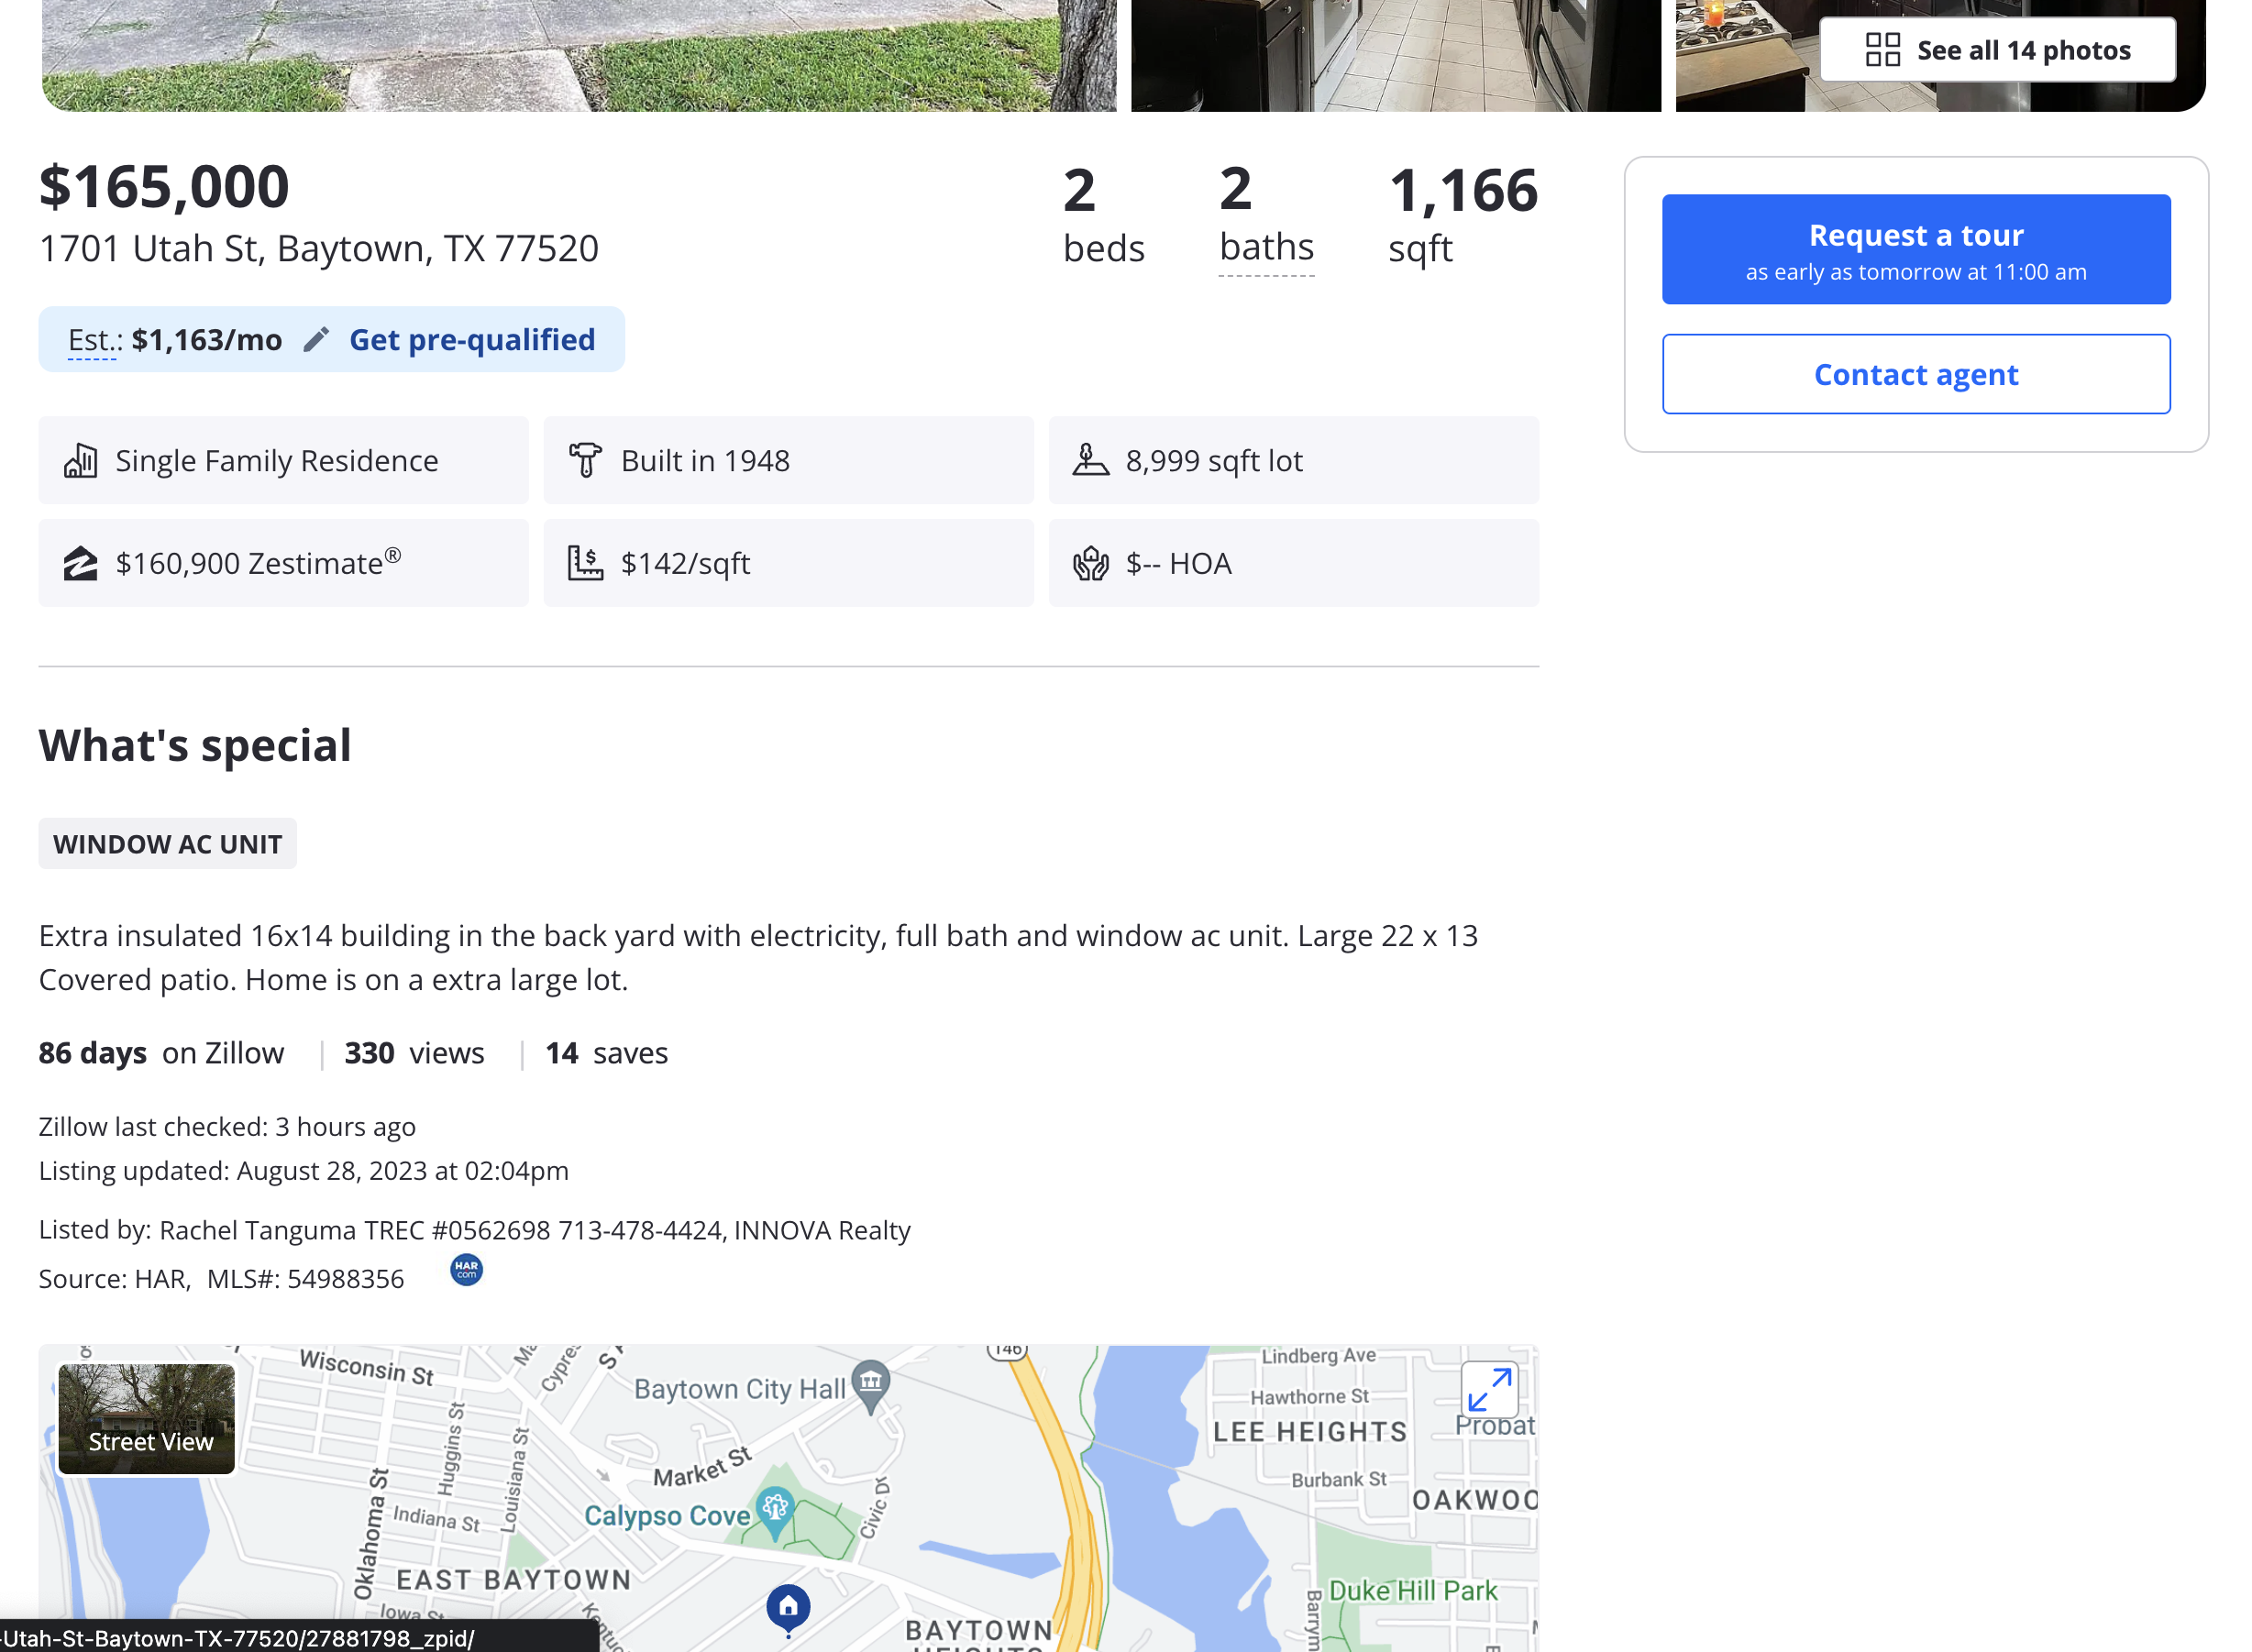 See all 14 photos
$165,000
1701 Utah St, Baytown, TX 77520
2
beds
2
baths
1,166
sqft
Est.: $1,163/mo Get pre-qualified
Request a tour
as early as tomorrow at 11:00 am
Contact agent
Single Family Residence
Built in 1948
8,999 sqft lot
$160,900 Zestimate®
$142/sqft
$-- HOA
What's special
WINDOW AC UNIT
Extra insulated 16x14 building in the back yard with electricity, full bath and window ac unit. Large 22 x 13
Covered patio. Home is on a extra large lot.
86 days on Zillow | 330 views | 14 saves
Zillow last checked: 3 hours ago
Listing updated: August 28, 2023 at 02:04pm
Listed by: Rachel Tanguma TREC #0562698 713-478-4424, INNOVA Realty
Source: HAR, MLS#: 54988356
HAR
com
Street View
Wisconsin St
Baytown City Hall
146
Lindberg Ave
Hawthorne St
LEE HEIGHTS
Probat
Huggins St
Louisiana St
Market St
Burbank St
OAKWOO
Calypso Cove
Civic Dr
Indiana St
Oklahoma St
EAST BAYTOWN
Duke Hill Park
Iowa St
BAYTOWN
HEIGHTS
-Utah-St-Baytown-TX-77520/27881798_zpid/